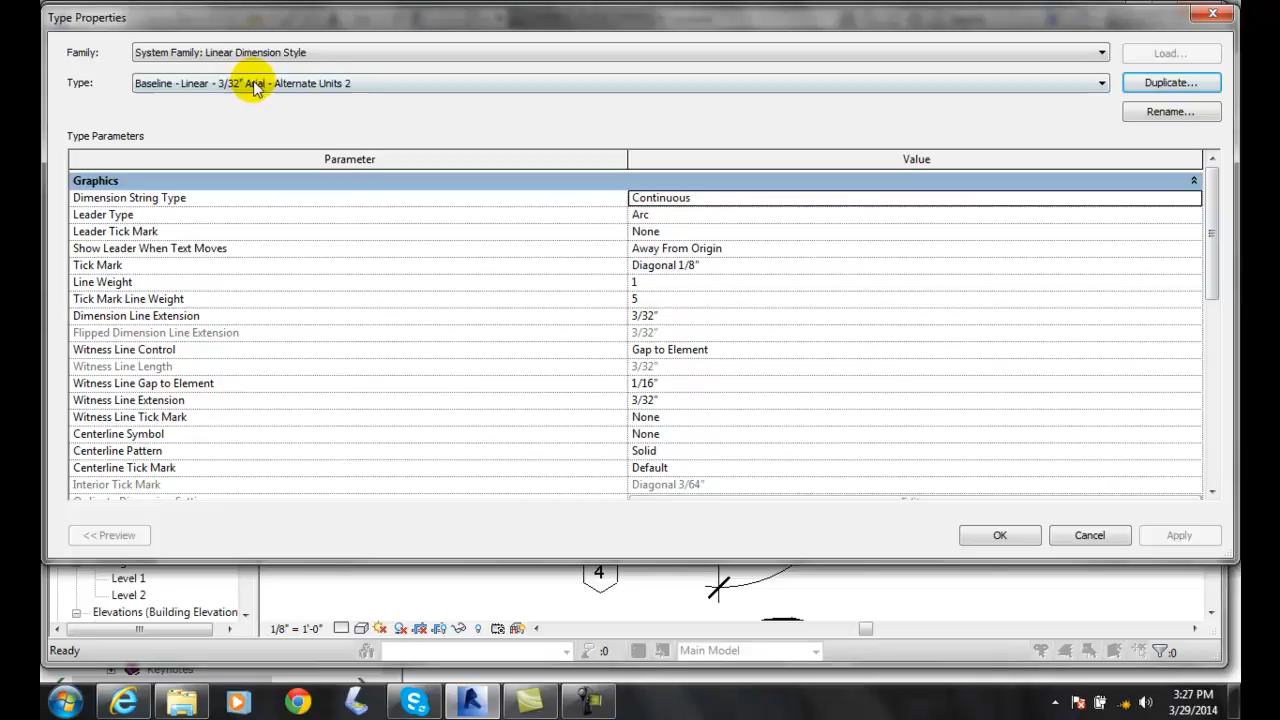 Type Properties
Family: System Family: Linear Dimension Style Load...
Type: Baseline - Linear - 3/32" Arial - Alternate Units 2 Duplicate...
Rename...
Type Parameters
Parameter Value
Graphics
Dimension String Type Continuous
Leader Type Arc
Leader Tick Mark None
Show Leader When Text Moves Away From Origin
Tick Mark Diagonal 1/8"
Line Weight 1
Tick Mark Line Weight 5
Dimension Line Extension 3/32"
Flipped Dimension Line Extension 3/32"
Witness Line Control Gap to Element
Witness Line Length 3/32"
Witness Line Gap to Element 1/16"
Witness Line Extension 3/32"
Witness Line Tick Mark None
Centerline Symbol None
Centerline Pattern Solid
Centerline Tick Mark Default
Interior Tick Mark Diagonal 3/64"
<< Preview OK Cancel Apply
Level 1 4
Level 2
Elevations (Building Elevation
1/8" = 1'-0"
Ready :0 Main Model :0
Keynotes
3:27 PM
3/29/2014